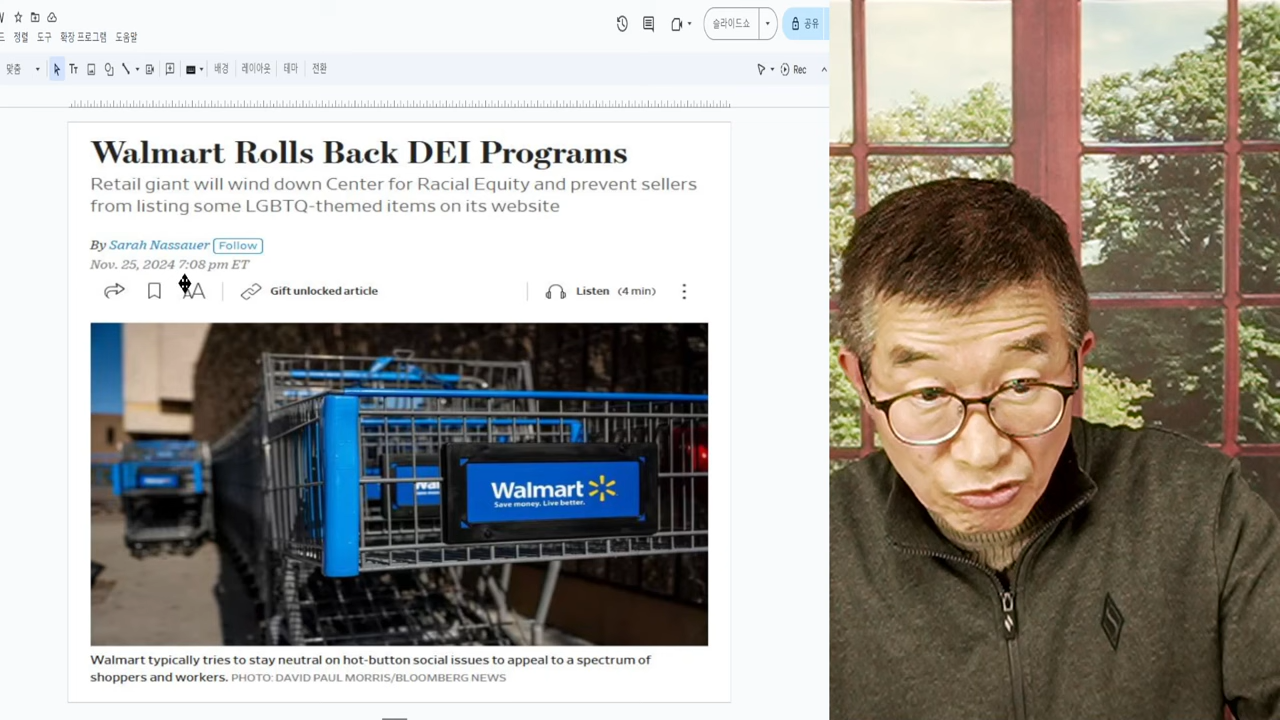 정렬 도구 확장 프로그램 도움말
슬라이드쇼
공유
맞춤
Tr
배경 레이아웃 테마 전환
Rec
Walmart Rolls Back DEI Programs
Retail giant will wind down Center for Racial Equity and prevent sellers
from listing some LGBTQ-themed items on its website
By Sarah Nassauer Follow
Nov. 25, 2024 7:08 pm ET
AA
Gift unlocked article
Listen (4 min)
Walmart
Save money. Live better.
Walmart typically tries to stay neutral on hot-button social issues to appeal to a spectrum of
shoppers and workers. PHOTO: DAVID PAUL MORRIS/BLOOMBERG NEWS